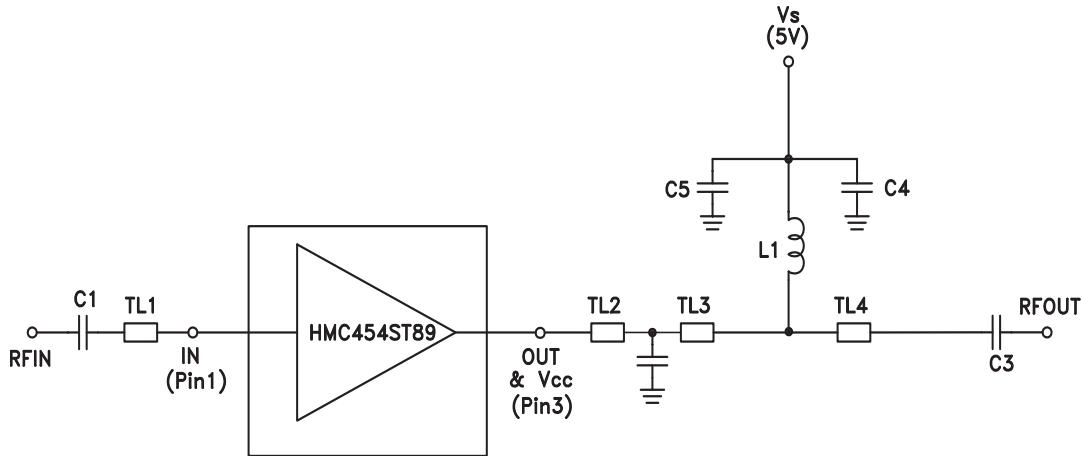 Vs
(5V)
C5
C4
L1
C1
TL1
TL2
TL3
TL4
RFOUT
RFIN
IN
(Pin1)
HMC454ST89
OUT
& Vcc
(Pin3)
C3